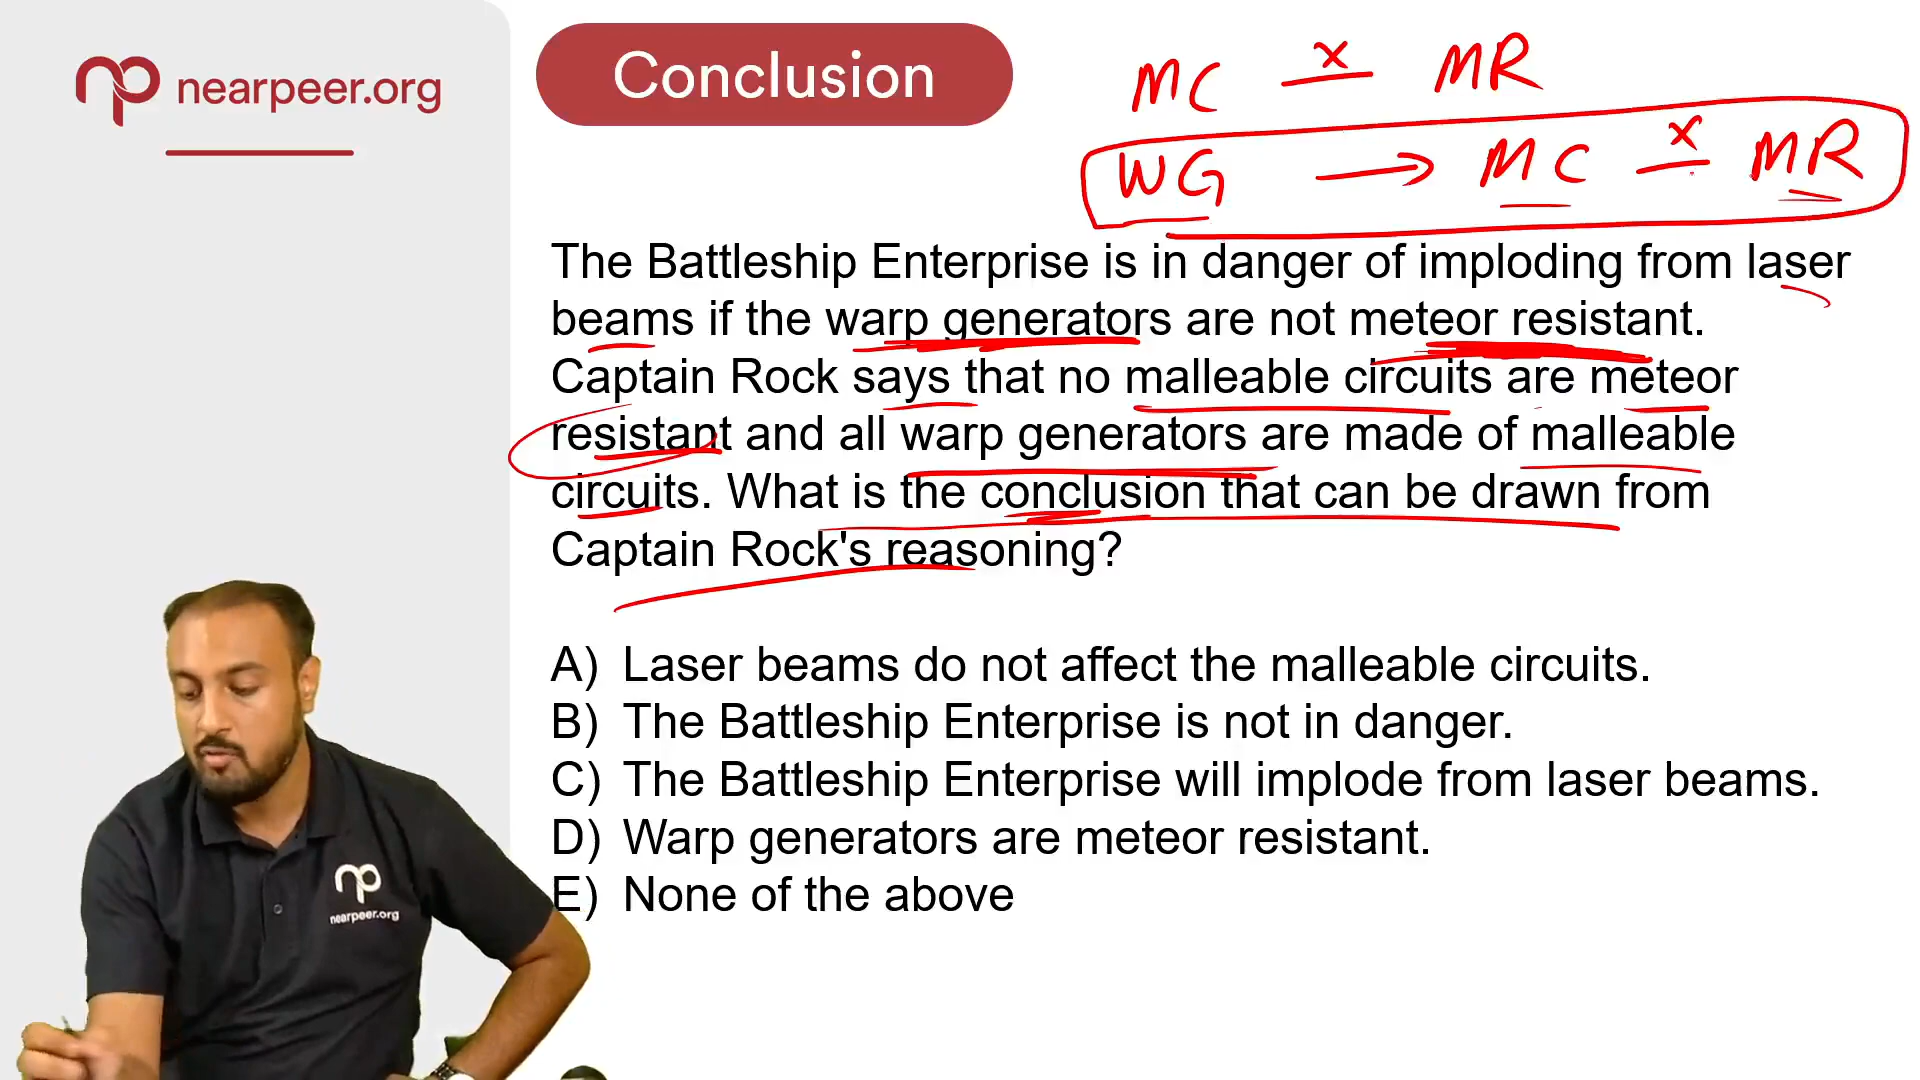 nearpeer.org
Conclusion
MC x MR
WG → MC x MR
The Battleship Enterprise is in danger of imploding from laser
beams if the warp generators are not meteor resistant.
Captain Rock says that no malleable circuits are meteor
resistant and all warp generators are made of malleable
circuits. What is the conclusion that can be drawn from
Captain Rock's reasoning?
A) Laser beams do not affect the malleable circuits.
B) The Battleship Enterprise is not in danger.
C) The Battleship Enterprise will implode from laser beams.
D) Warp generators are meteor resistant.
E) None of the above
nearpeer.org